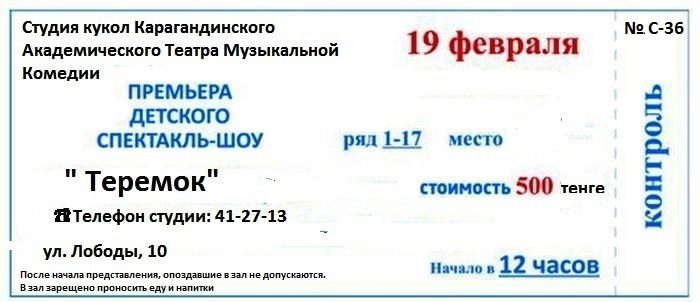 Студия кукол Карагандинского
Академического Театра Музыкальной
Комедии
19 февраля
№ С-36
ПРЕМЬЕРА
ДЕТСКОГО
СПЕКТАКЛЬ-ШОУ
ряд 1-17 место
" Теремок"
стоимость 500 тенге
☎Телефон студии: 41-27-13
ул. Лободы, 10
Начало в 12 часов
После начала представления, опоздавшие в зал не допускаются.
В зал зарещено проносить еду и напитки
контроль